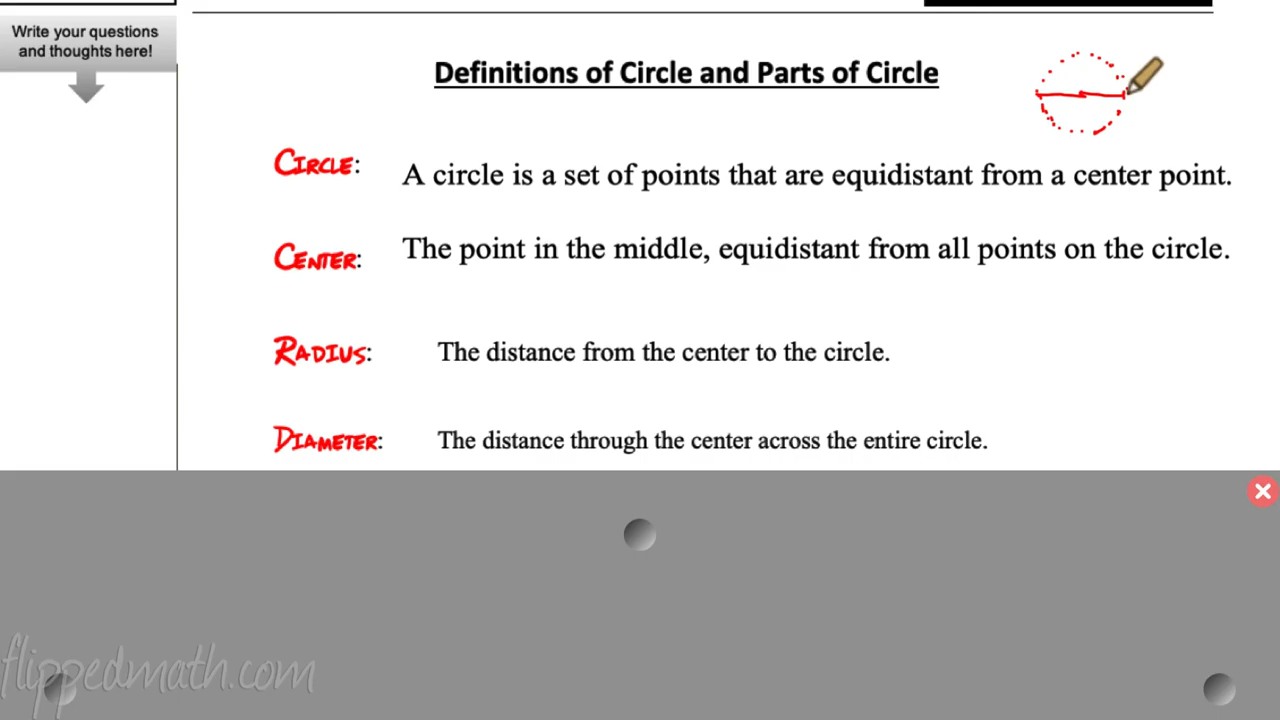 Write your questions
and thoughts here!
Definitions of Circle and Parts of Circle
CIRCLE: A circle is a set of points that are equidistant from a center point.
CENTER: The point in the middle, equidistant from all points on the circle.
RADIUS: The distance from the center to the circle.
DIAMETER: The distance through the center across the entire circle.
flippedmath.com